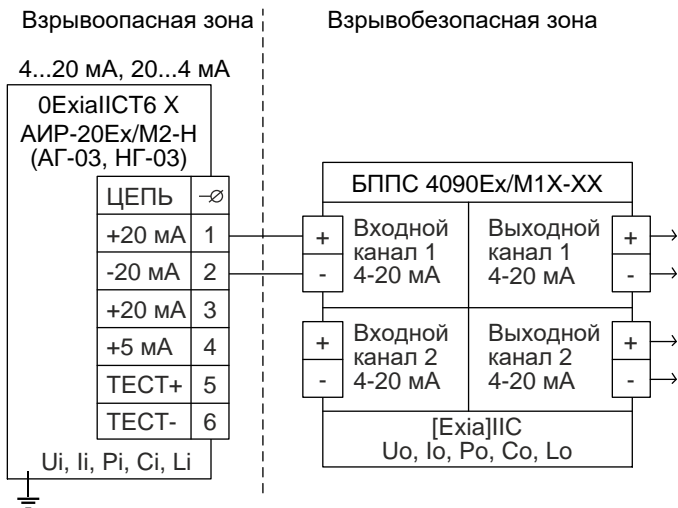 Взрывоопасная зона
Взрывобезопасная зона
4...20 мА, 20...4 мА
0ExiaIICT6 X
АИР-20Ex/М2-Н
(АГ-03, НГ-03)
ЦЕПЬ
+20 мА 1
-20 мА 2
+20 мА 3
+5 мА 4
ТЕСТ+ 5
ТЕСТ- 6
Ui, Ii, Pi, Ci, Li
БППС 4090Ex/М1Х-ХХ
+ Входной Выходной +
канал 1 канал 1
- 4-20 мА 4-20 мА -
+ Входной Выходной +
канал 2 канал 2
- 4-20 мА 4-20 мА -
[Exia]IIC
Uo, Io, Po, Co, Lo